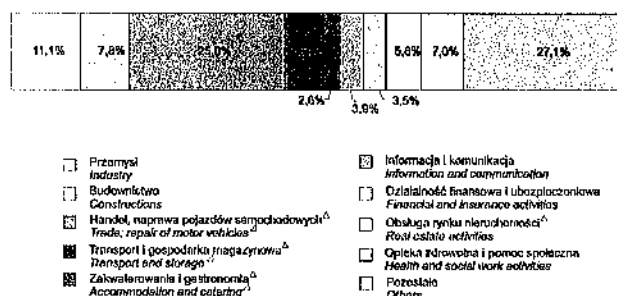 11,1%
7,8%
27,1%
5,8%
7,0%
2,6%
3,9%
3,5%
Przemysł
Industry
Budownictwo
Constructions
Handel, naprawa pojazdów samochodowych△
Trade; repair of motor vehicles△
Transport i gospodarka magazynowa△
Transport and storage
Zakwaterowanie i gastronomia△
Accommodation and catering△
Informacja i komunikacja
Information and communication
Działalność finansowa i ubezpieczeniowa
Financial and insurance activities
Obsługa rynku nieruchomości△
Real estate activities
Opieka zdrowotna i pomoc społeczna
Health and social work activities
Pozostałe
Others